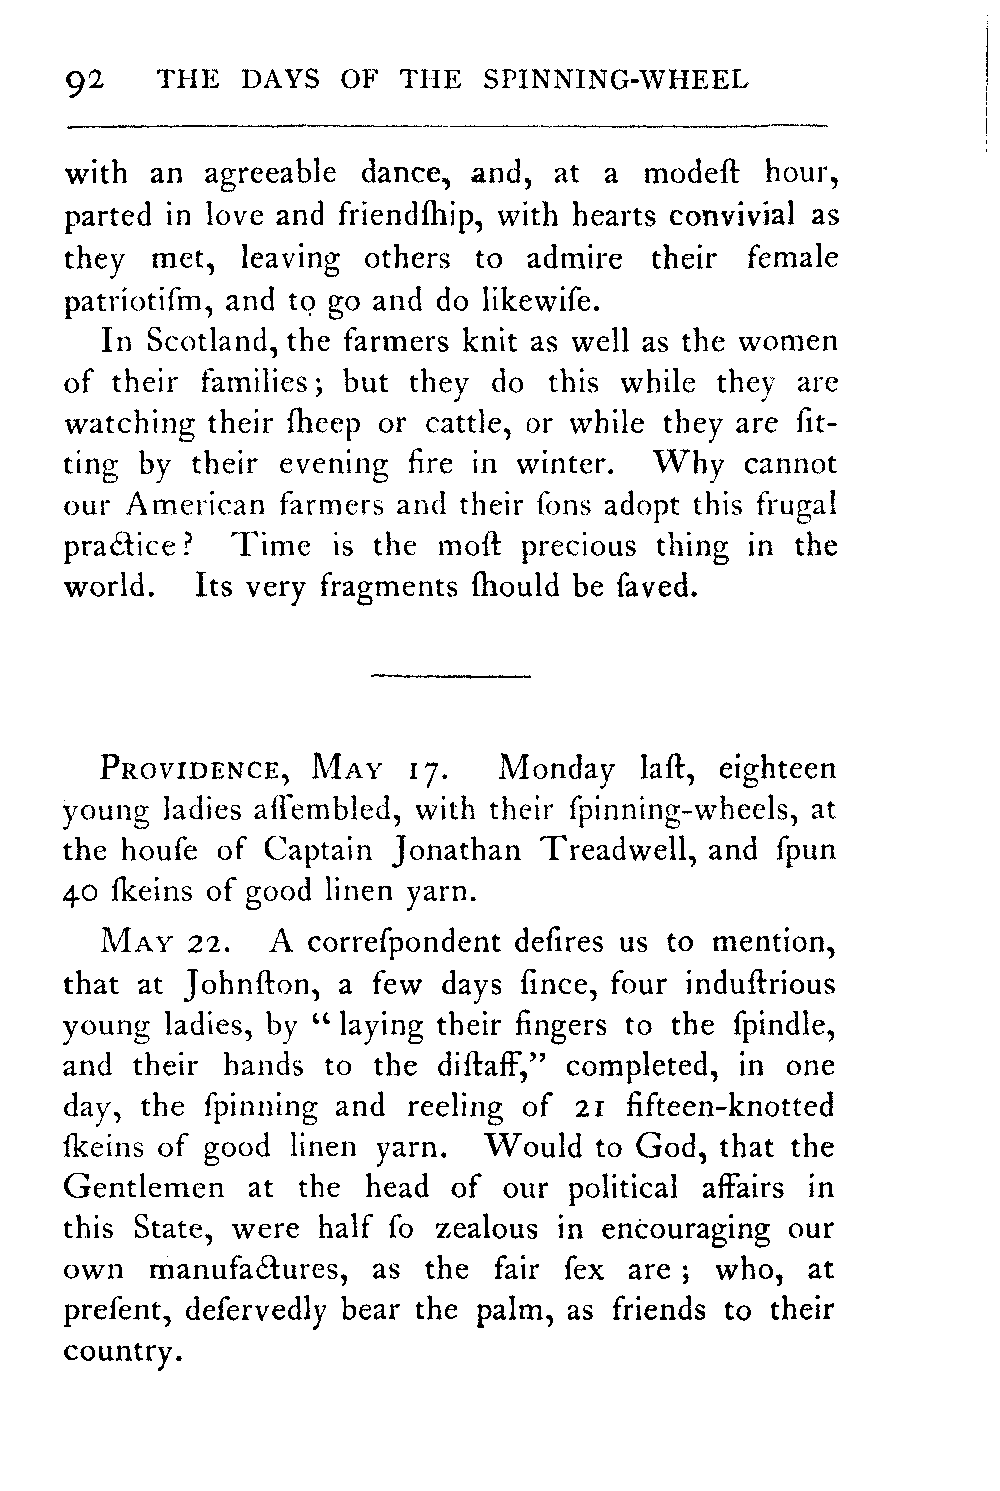 92 THE DAYS OF THE SPINNING-WHEEL
with an agreeable dance, and, at a modeſt hour,
parted in love and friendſhip, with hearts convivial as
they met, leaving others to admire their female
patriotiſm, and to go and do likewiſe.
In Scotland, the farmers knit as well as the women
of their families; but they do this while they are
watching their ſheep or cattle, or while they are ſit-
ting by their evening fire in winter. Why cannot
our American farmers and their ſons adopt this frugal
practice? Time is the moſt precious thing in the
world. Its very fragments ſhould be ſaved.
PROVIDENCE, MAY 17. Monday laſt, eighteen
young ladies aſſembled, with their ſpinning-wheels, at
the houſe of Captain Jonathan Treadwell, and ſpun
40 ſkeins of good linen yarn.
MAY 22. A correſpondent deſires us to mention,
that at Johnſton, a few days ſince, four induſtrious
young ladies, by "laying their fingers to the ſpindle,
and their hands to the diſtaff," completed, in one
day, the ſpinning and reeling of 21 fifteen-knotted
ſkeins of good linen yarn. Would to God, that the
Gentlemen at the head of our political affairs in
this State, were half ſo zealous in encouraging our
own manufactures, as the fair ſex are; who, at
preſent, deſervedly bear the palm, as friends to their
country.